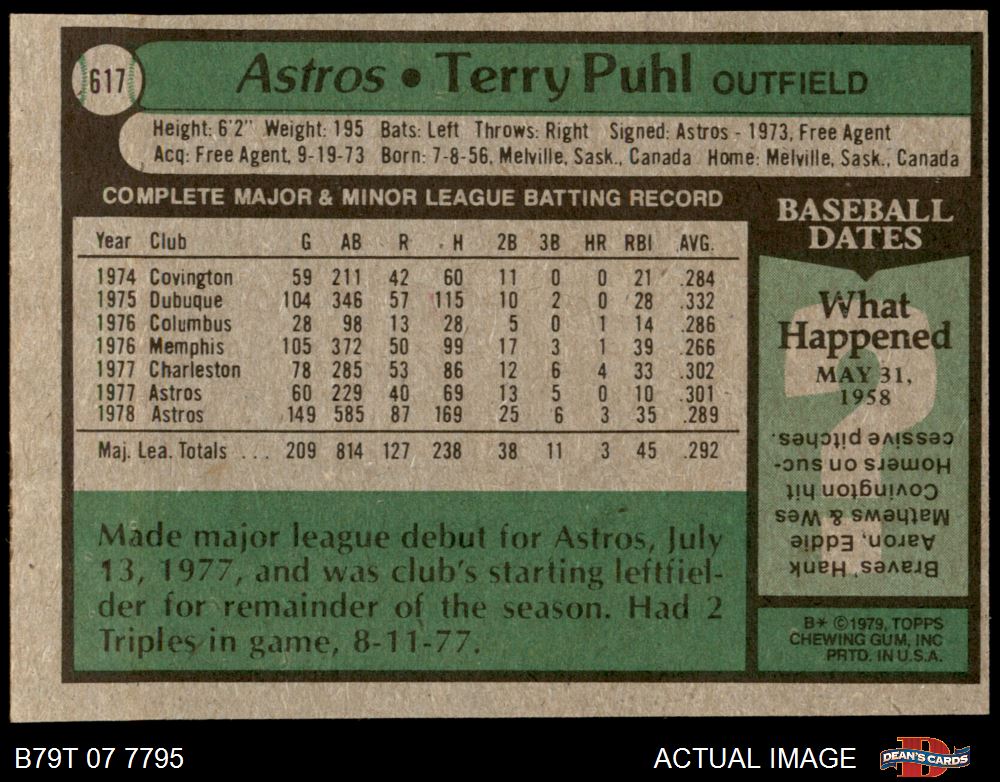 617
Astros • Terry Puhl OUTFIELD
Height: 6'2" Weight: 195 Bats: Left Throws: Right Signed: Astros - 1973, Free Agent
Acq: Free Agent, 9-19-73 Born: 7-8-56, Melville, Sask., Canada Home: Melville, Sask., Canada
COMPLETE MAJOR & MINOR LEAGUE BATTING RECORD
Year Club G AB R H 2B 3B HR RBI AVG.
1974 Covington 59 211 42 60 11 0 0 21 .284
1975 Dubuque 104 346 57 115 10 2 0 28 .332
1976 Columbus 28 98 13 28 5 0 1 14 .286
1976 Memphis 105 372 50 99 17 3 1 39 .266
1977 Charleston 78 285 53 86 12 6 4 33 .302
1977 Astros 60 229 40 69 13 5 0 10 .301
1978 Astros 149 585 87 169 25 6 3 35 .289
Maj. Lea. Totals ... 209 814 127 238 38 11 3 45 .292
Made major league debut for Astros, July
13, 1977, and was club's starting leftfiel-
der for remainder of the season. Had 2
Triples in game, 8-11-77.
BASEBALL
DATES
What
Happened
MAY 31,
1958
Braves' Hank
Aaron, Eddie
Mathews & Wes
Covington hit
Homers on suc-
cessive pitches.
B* ©1979, TOPPS
CHEWING GUM, INC
PRTD. IN U.S.A.
B79T 07 7795
ACTUAL IMAGE
DEAN'S CARDS